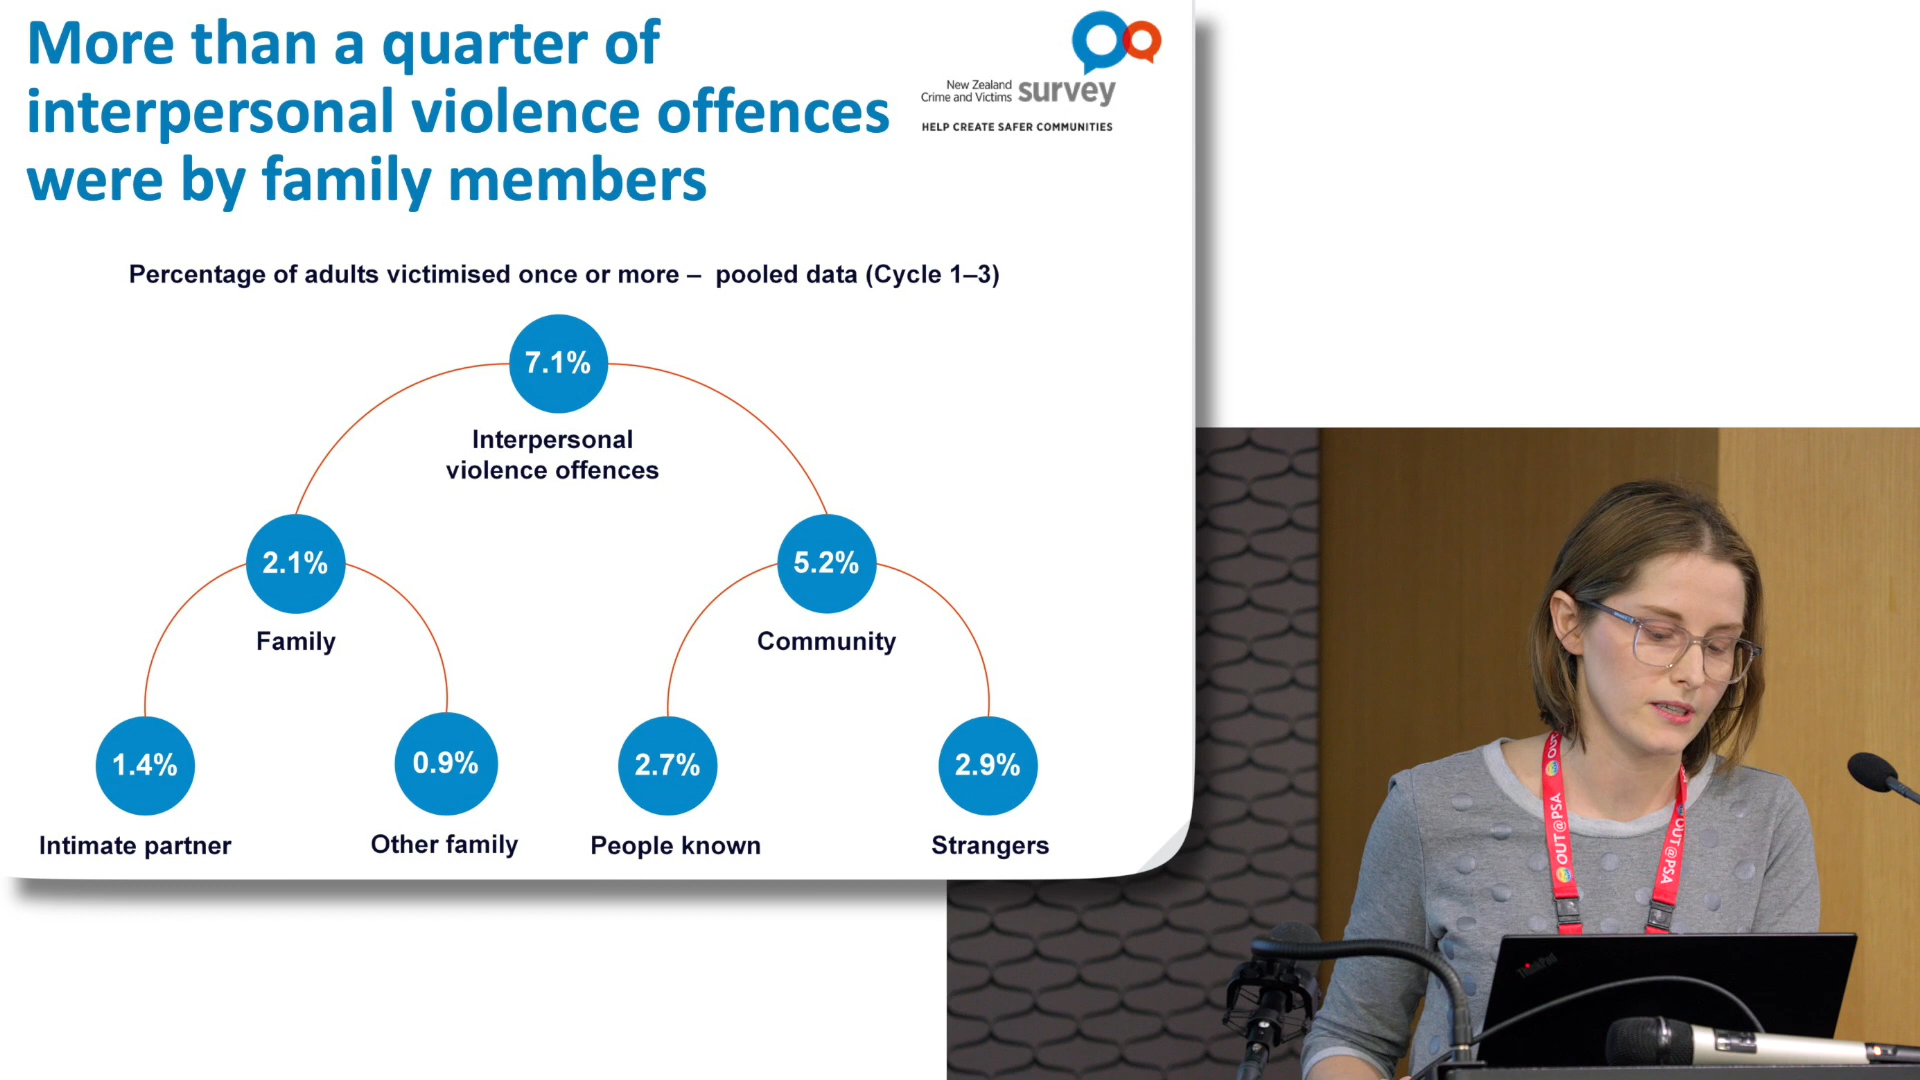 More than a quarter of
interpersonal violence offences
were by family members
New Zealand
Crime and Victims survey
HELP CREATE SAFER COMMUNITIES
Percentage of adults victimised once or more – pooled data (Cycle 1–3)
7.1%
Interpersonal
violence offences
2.1%
Family
5.2%
Community
1.4%
Intimate partner
0.9%
Other family
2.7%
People known
2.9%
Strangers
OUT
OUT@PSA
OUT@PSA
ThinkPad